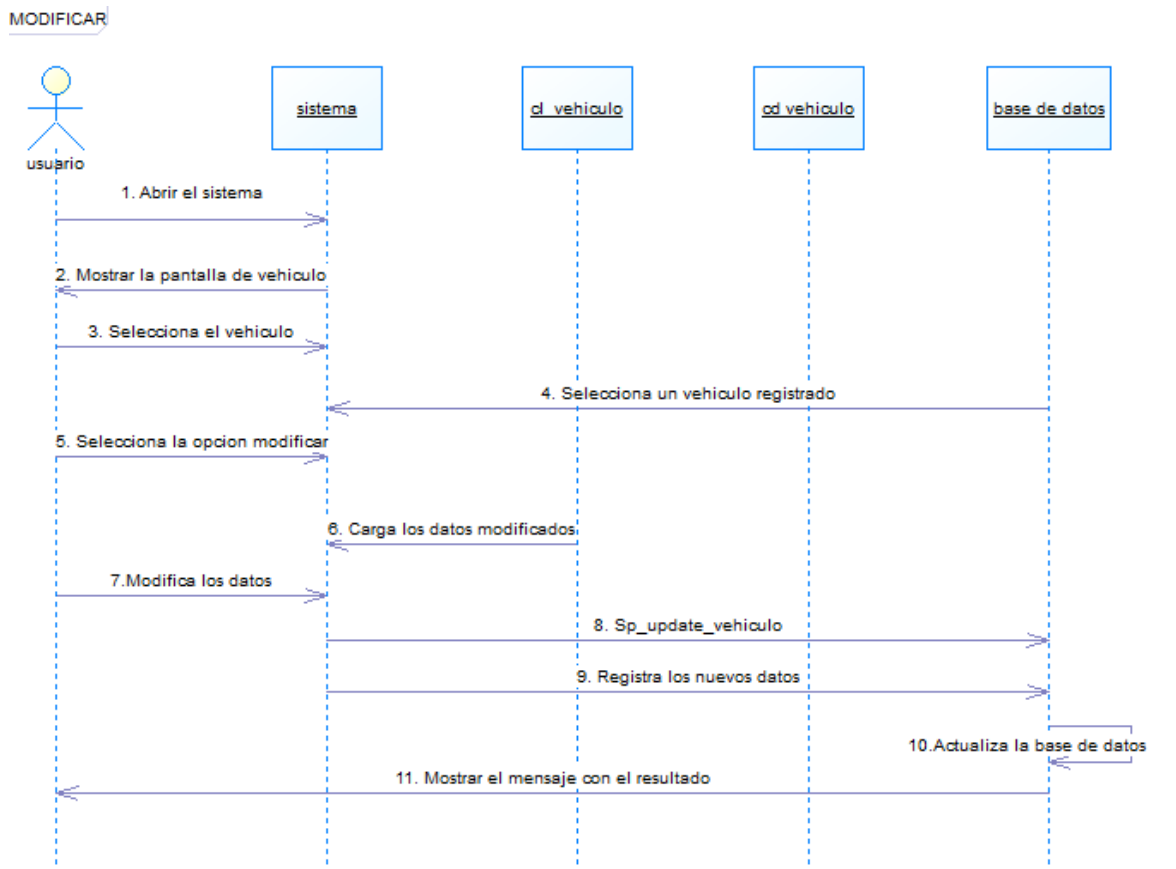 MODIFICAR
usuario
sistema
cl_vehiculo
cd vehiculo
base de datos
1. Abrir el sistema
2. Mostrar la pantalla de vehiculo
3. Selecciona el vehiculo
4. Selecciona un vehiculo registrado
5. Selecciona la opcion modificar
6. Carga los datos modificados
7.Modifica los datos
8. Sp_update_vehiculo
9. Registra los nuevos datos
10.Actualiza la base de datos
11. Mostrar el mensaje con el resultado